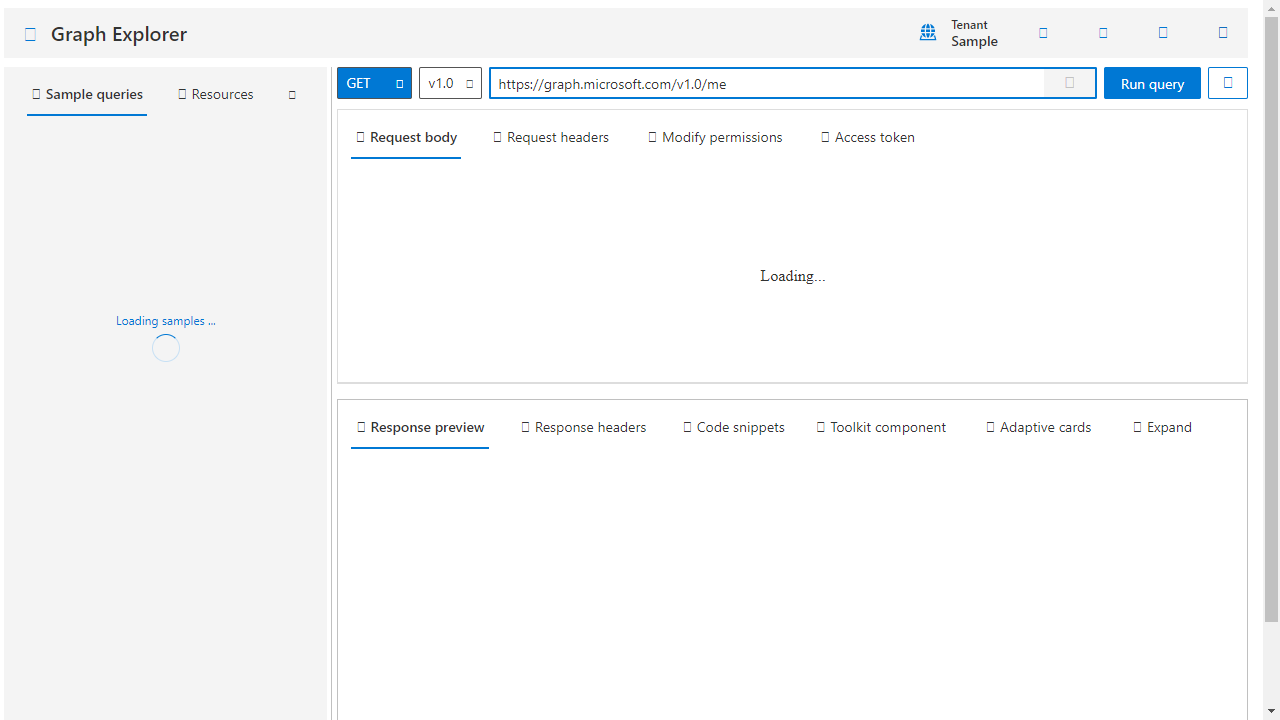 Graph Explorer
Tenant
Sample
Sample queries
Resources
GET
v1.0
https://graph.microsoft.com/v1.0/me
Run query
Request body
Request headers
Modify permissions
Access token
Loading samples ...
Loading...
Response preview
Response headers
Code snippets
Toolkit component
Adaptive cards
Expand